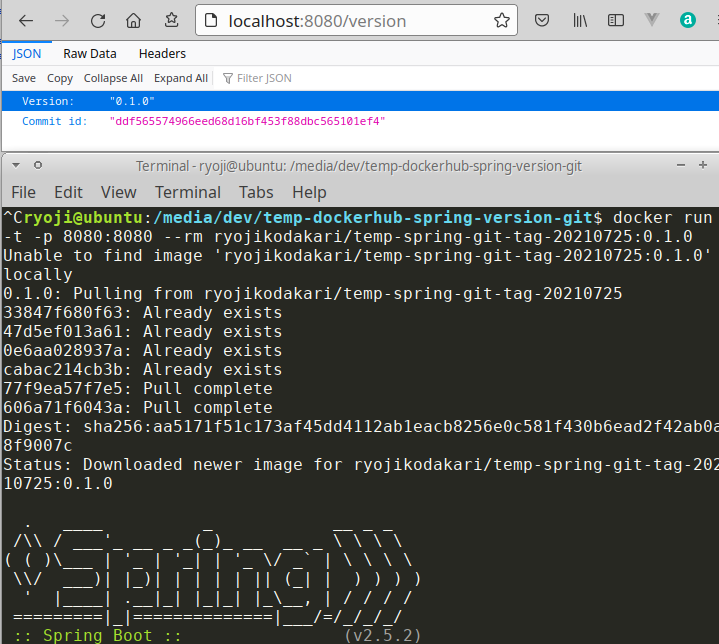 localhost:8080/version
JSON Raw Data Headers
Save Copy Collapse All Expand All Filter JSON
Version: "0.1.0"
Commit id: "ddf565574966eed68d16bf453f88dbc565101ef4"
Terminal - ryoji@ubuntu: /media/dev/temp-dockerhub-spring-version-git
File Edit View Terminal Tabs Help
^Cryoji@ubuntu:/media/dev/temp-dockerhub-spring-version-git$ docker run
-t -p 8080:8080 --rm ryojikodakari/temp-spring-git-tag-20210725:0.1.0
Unable to find image 'ryojikodakari/temp-spring-git-tag-20210725:0.1.0'
locally
0.1.0: Pulling from ryojikodakari/temp-spring-git-tag-20210725
33847f680f63: Already exists
47d5ef013a61: Already exists
0e6aa028937a: Already exists
cabac214cb3b: Already exists
77f9ea57f7e5: Pull complete
606a71f6043a: Pull complete
Digest: sha256:aa5171f51c173af45dd4112ab1eacb8256e0c581f430b6ead2f42ab0a
8f9007c
Status: Downloaded newer image for ryojikodakari/temp-spring-git-tag-202
10725:0.1.0
Spring
:: Spring Boot :: (v2.5.2)